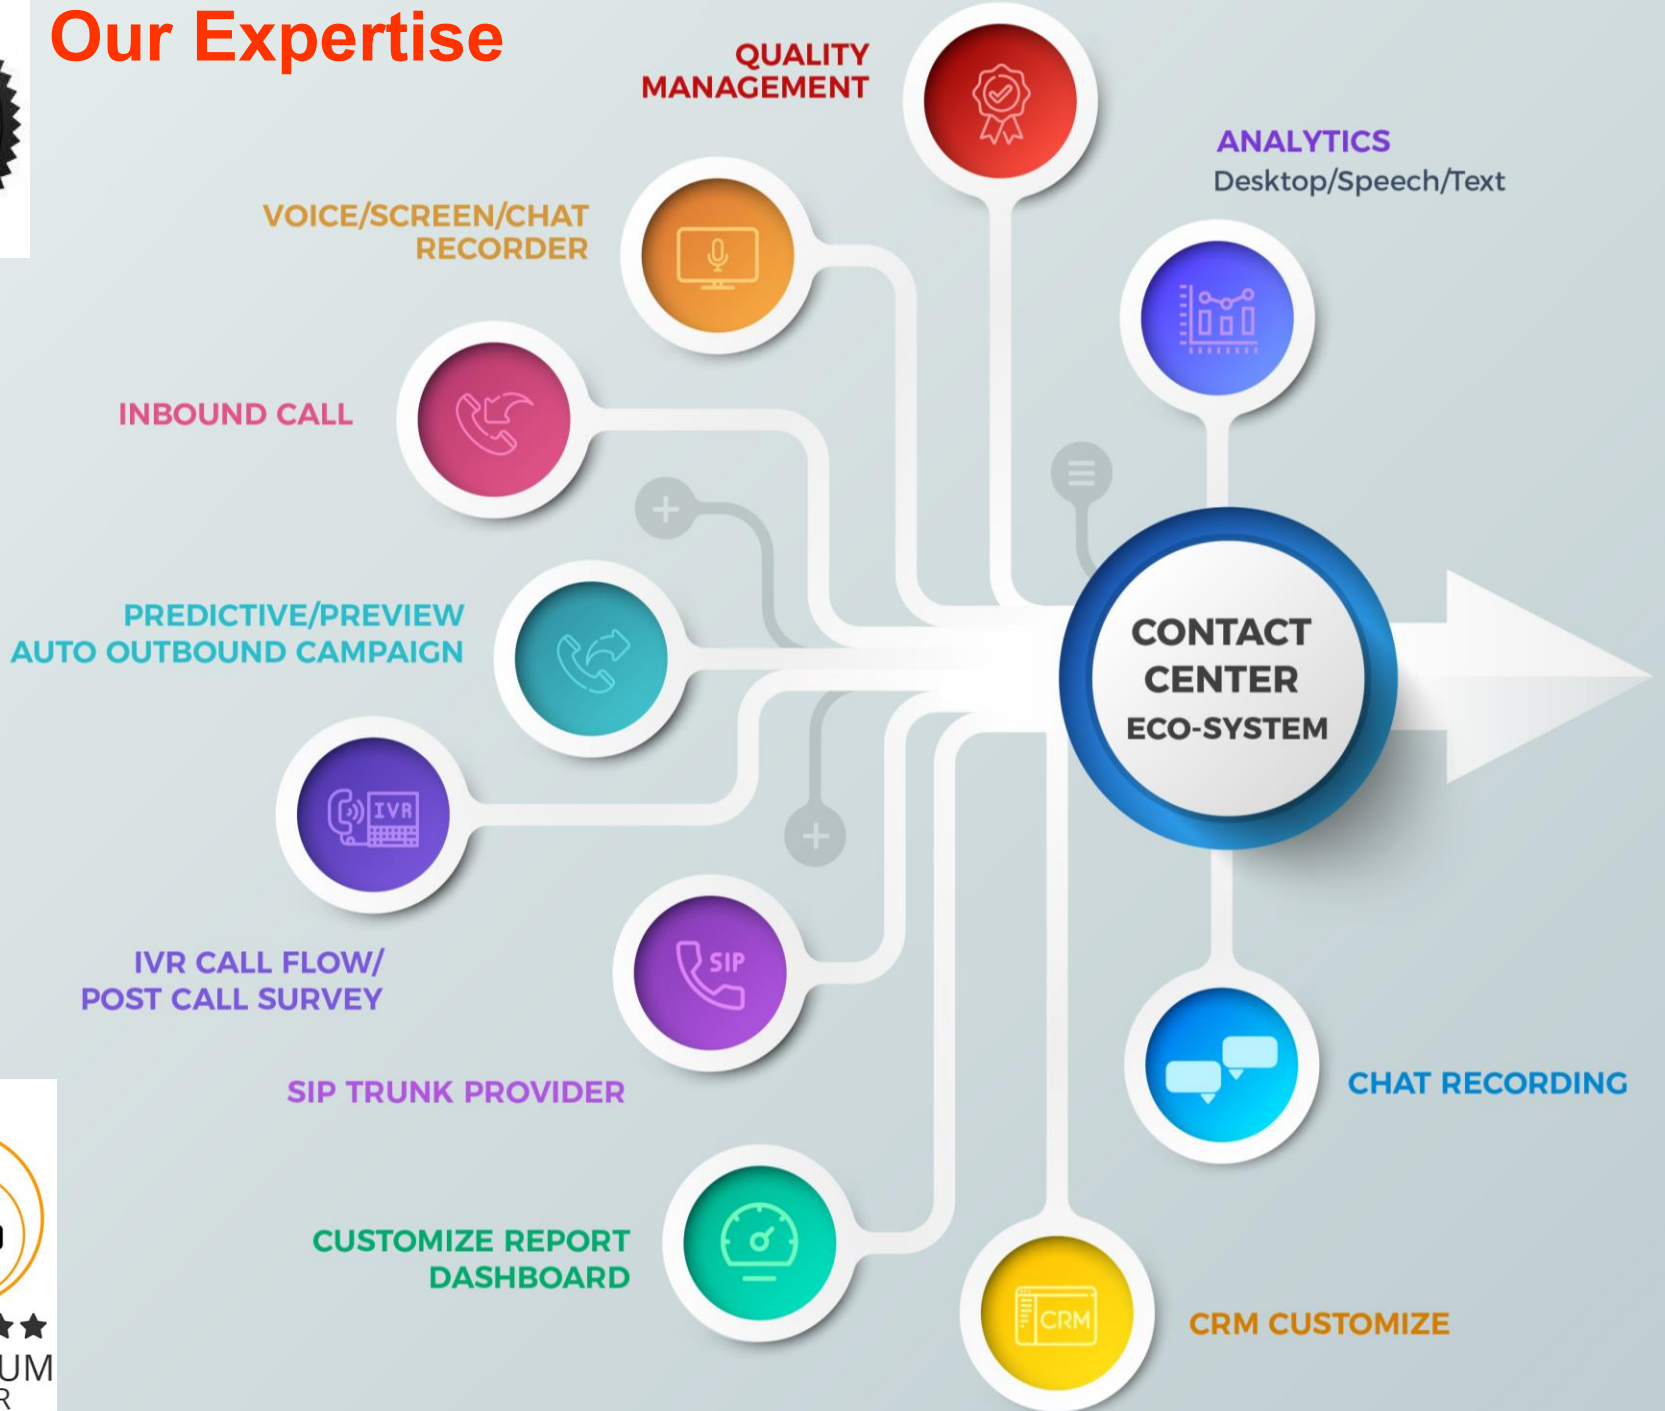 Our Expertise
QUALITY
MANAGEMENT
ANALYTICS
Desktop/Speech/Text
VOICE/SCREEN/CHAT
RECORDER
INBOUND CALL
PREDICTIVE/PREVIEW
AUTO OUTBOUND CAMPAIGN
CONTACT
CENTER
ECO-SYSTEM
IVR
IVR CALL FLOW/
POST CALL SURVEY
SIP
SIP TRUNK PROVIDER
CHAT RECORDING
CUSTOMIZE REPORT
DASHBOARD
CRM
CRM CUSTOMIZE